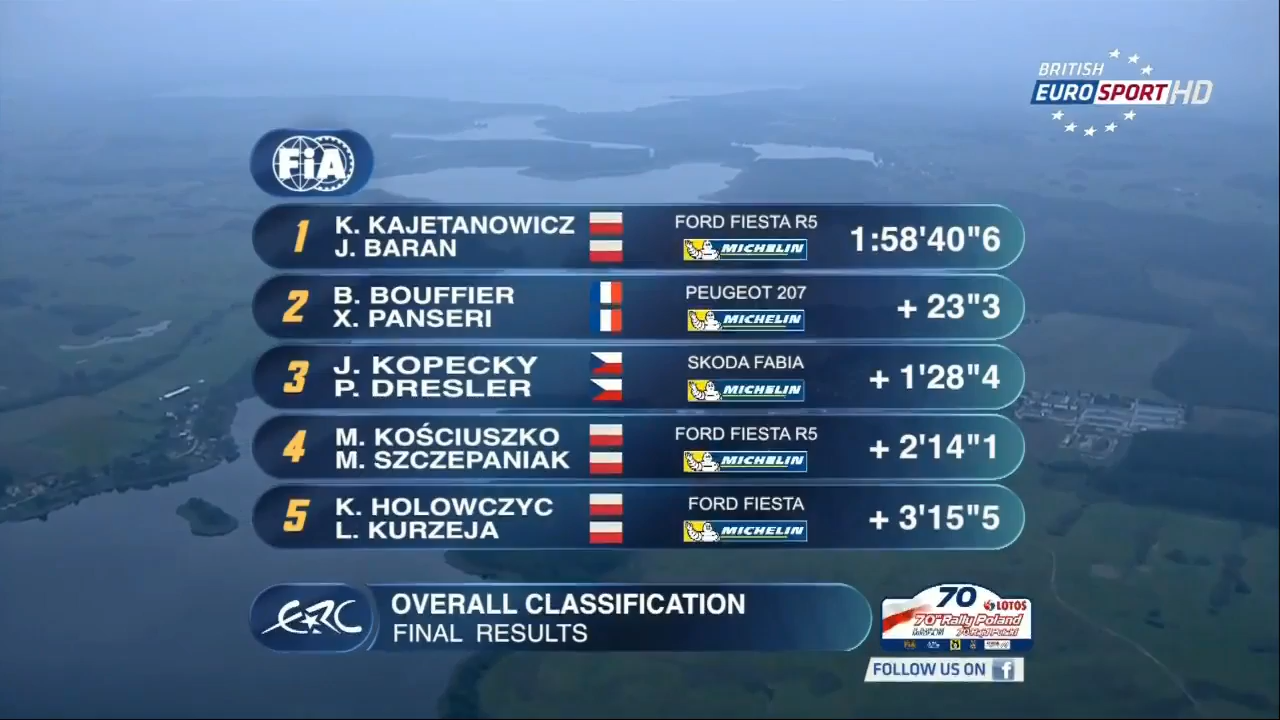 BRITISH
EUROSPORT HD
FiA
1 K. KAJETANOWICZ FORD FIESTA R5 1:58'40"6
J. BARAN MICHELIN
2 B. BOUFFIER PEUGEOT 207 + 23"3
X. PANSERI MICHELIN
3 J. KOPECKY SKODA FABIA + 1'28"4
P. DRESLER MICHELIN
4 M. KOŚCIUSZKO FORD FIESTA R5 + 2'14"1
M. SZCZEPANIAK MICHELIN
5 K. HOLOWCZYC FORD FIESTA + 3'15"5
L. KURZEJA MICHELIN
ERC
OVERALL CLASSIFICATION
FINAL RESULTS
70 LOTOS
70th Rally Poland
70.Rajd Polski
FOLLOW US ON f